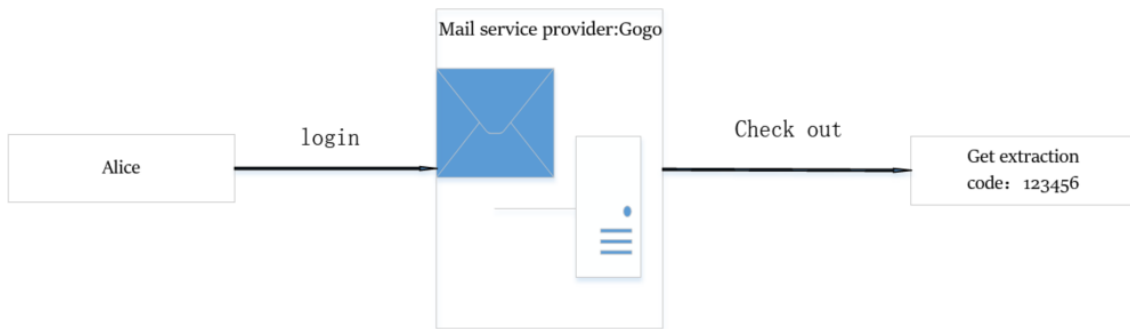 Mail service provider:Gogo
Alice
login
Check out
Get extraction
code： 123456